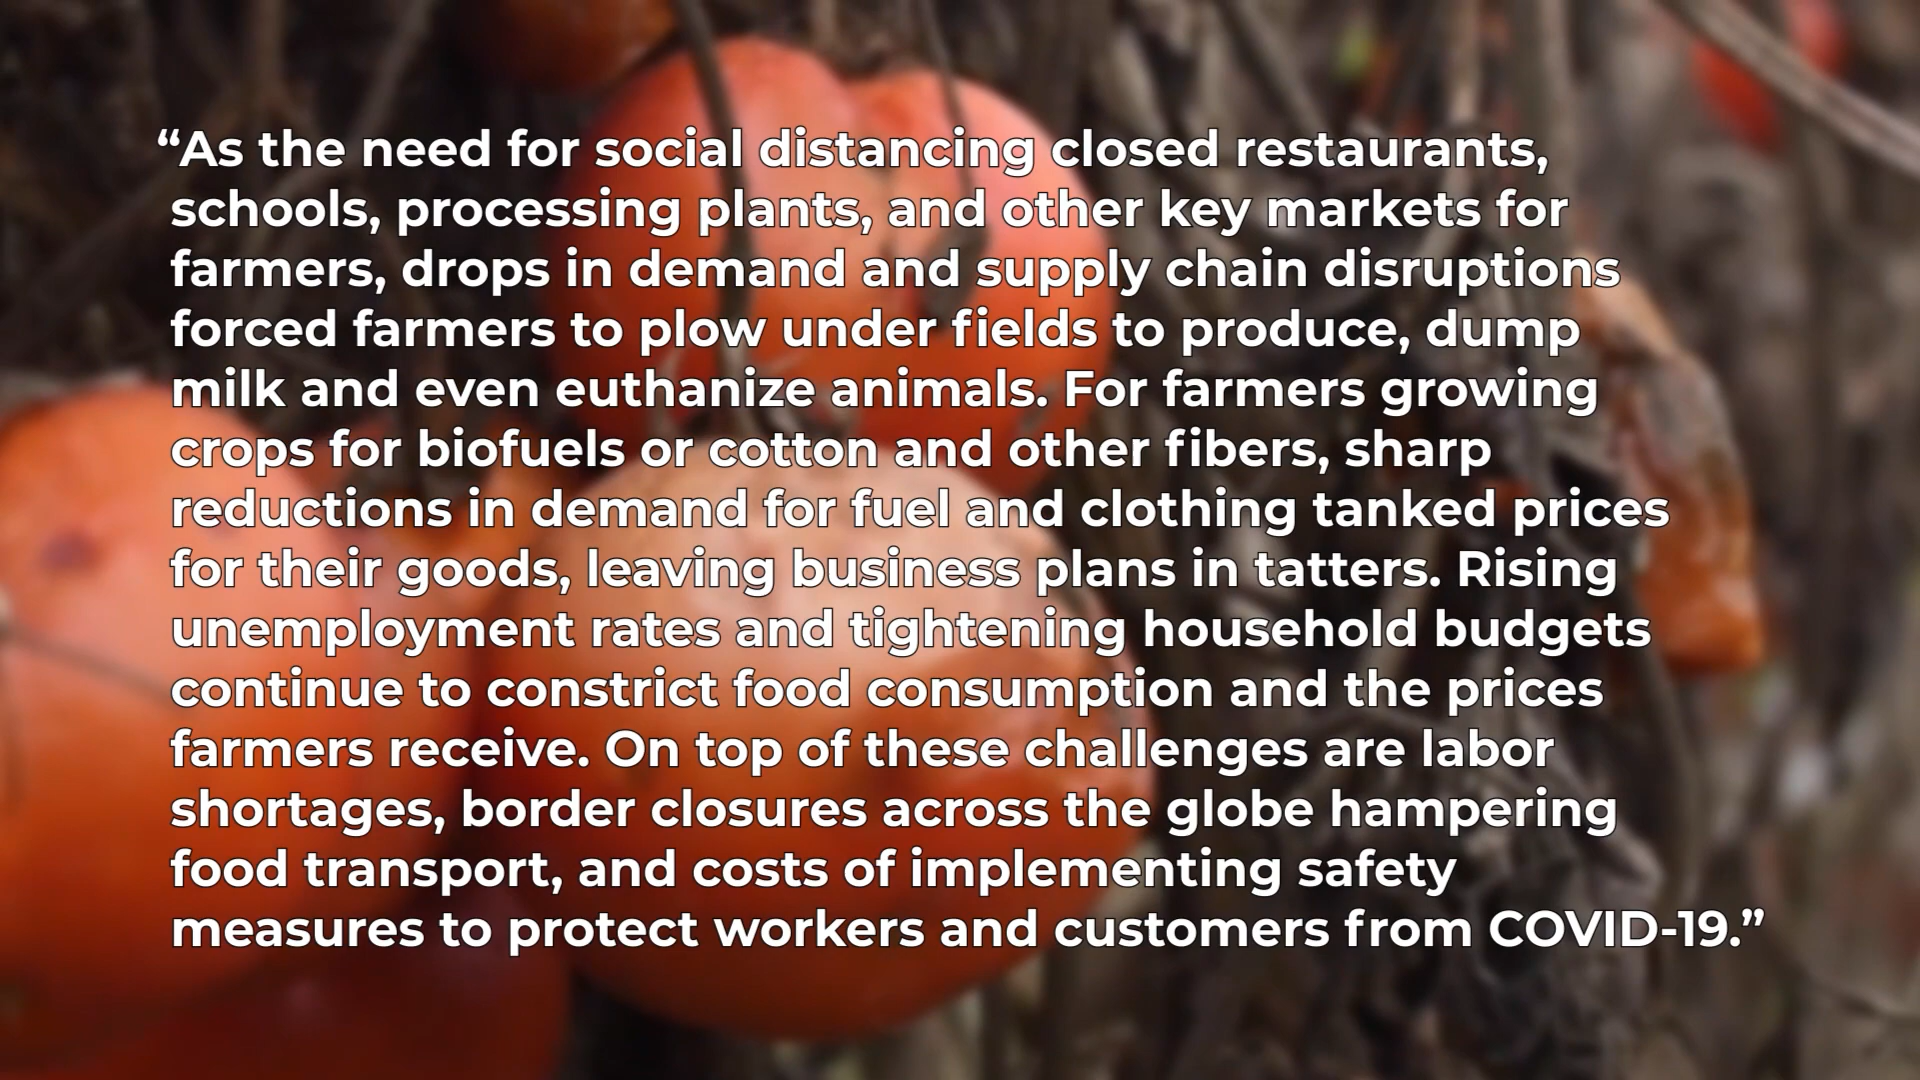 “As the need for social distancing closed restaurants,
schools, processing plants, and other key markets for
farmers, drops in demand and supply chain disruptions
forced farmers to plow under fields to produce, dump
milk and even euthanize animals. For farmers growing
crops for biofuels or cotton and other fibers, sharp
reductions in demand for fuel and clothing tanked prices
for their goods, leaving business plans in tatters. Rising
unemployment rates and tightening household budgets
continue to constrict food consumption and the prices
farmers receive. On top of these challenges are labor
shortages, border closures across the globe hampering
food transport, and costs of implementing safety
measures to protect workers and customers from COVID-19.”